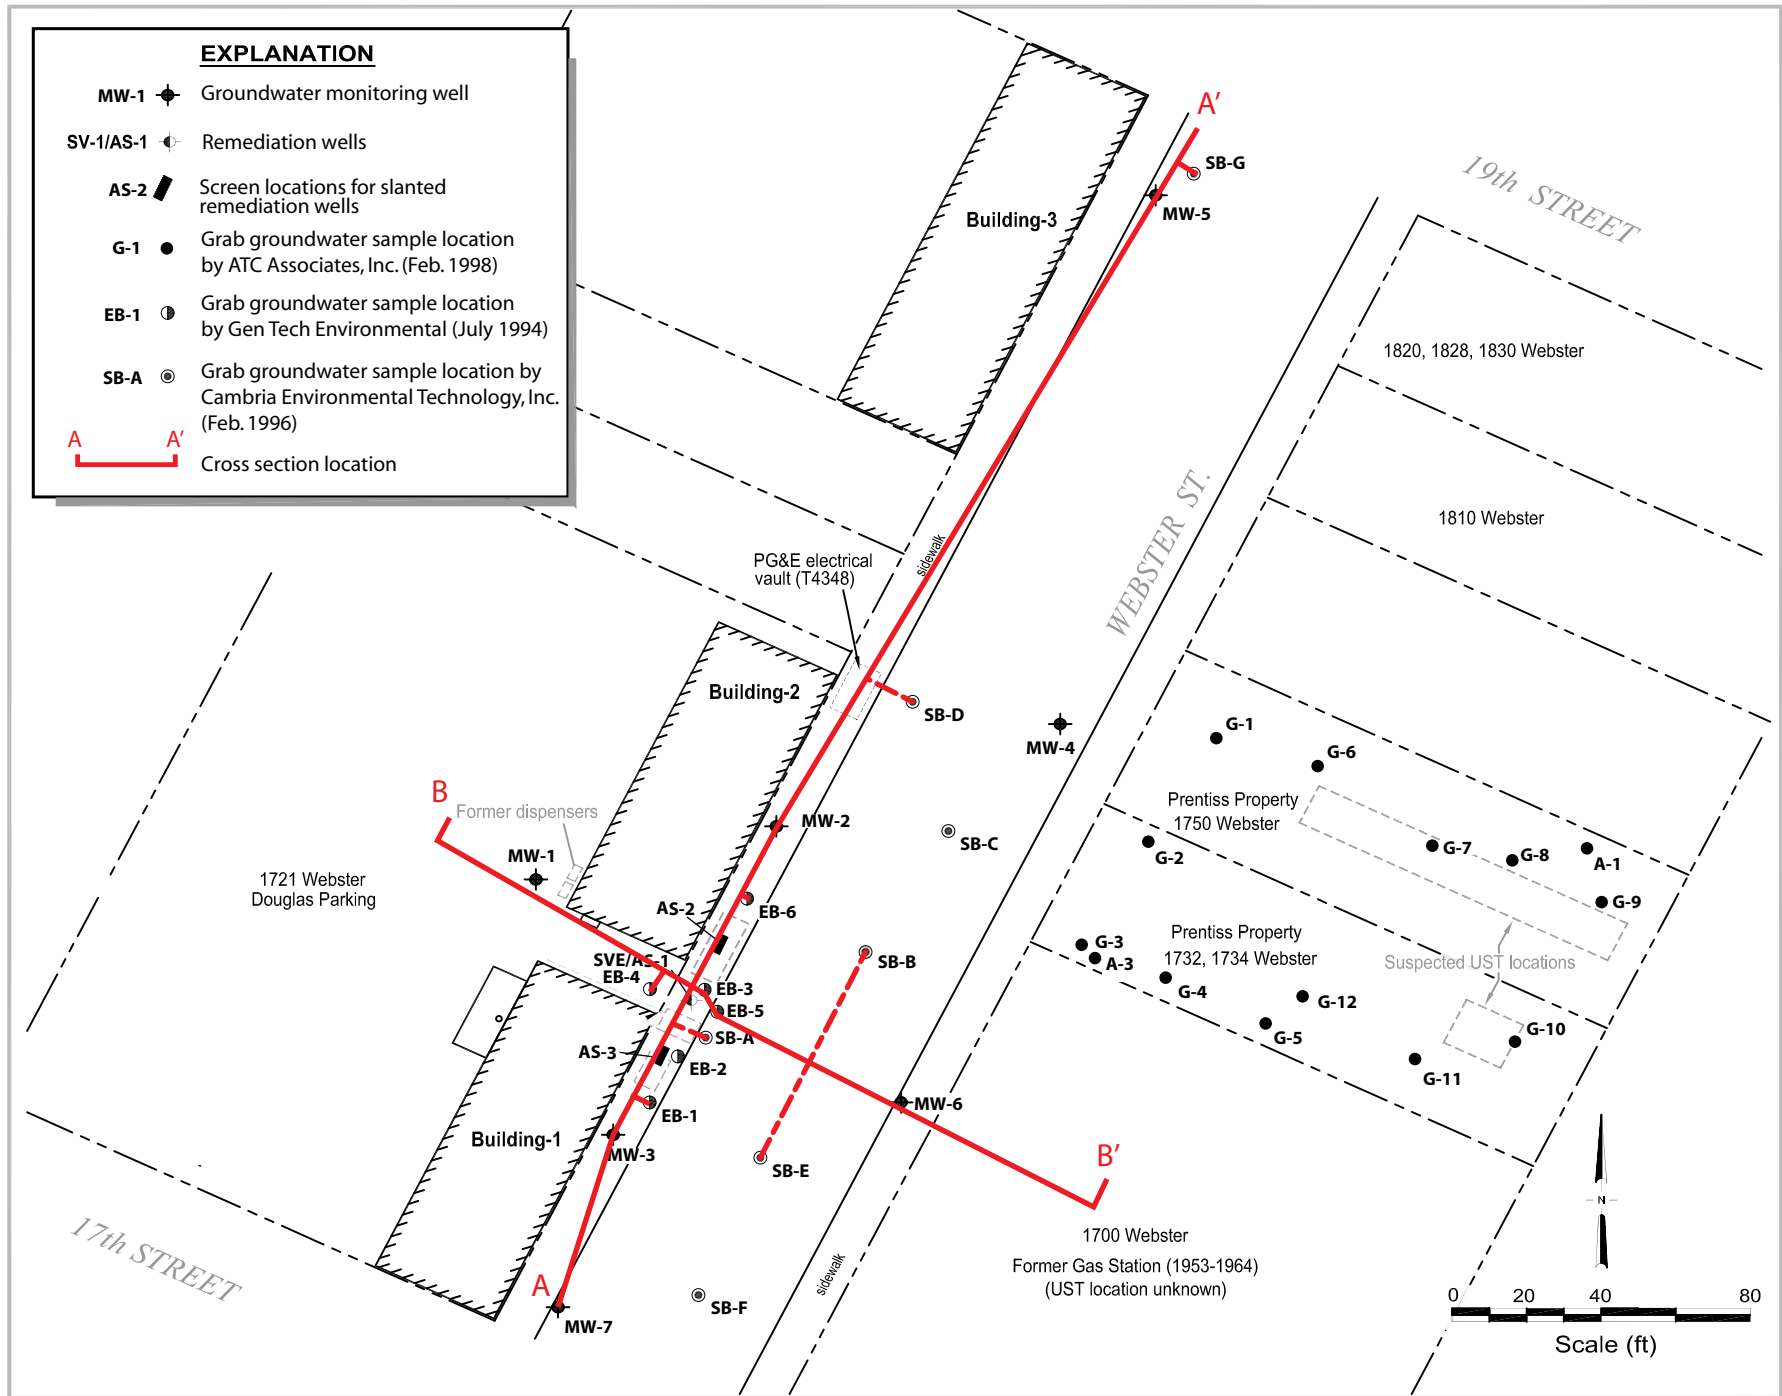 EXPLANATION
MW-1 Groundwater monitoring well
SV-1/AS-1 Remediation wells
AS-2 Screen locations for slanted
remediation wells
G-1 Grab groundwater sample location
by ATC Associates, Inc. (Feb. 1998)
EB-1 Grab groundwater sample location
by Gen Tech Environmental (July 1994)
SB-A Grab groundwater sample location by
Cambria Environmental Technology, Inc.
(Feb. 1996)
A A’
Cross section location
A’
SB-G
MW-5
Building-3
19th STREET
1820, 1828, 1830 Webster
1810 Webster
WEBSTER ST.
sidewalk
PG&E electrical
vault (T4348)
Building-2
SB-D
MW-4
G-1
G-6
B
Former dispensers
MW-1
MW-2
SB-C
Prentiss Property
1750 Webster
G-2
G-7
G-8
A-1
G-9
1721 Webster
Douglas Parking
AS-2
EB-6
SB-B
G-3
A-3
Prentiss Property
1732, 1734 Webster
Suspected UST locations
SVE/AS-1
EB-4
EB-3
EB-5
G-4
G-12
G-5
G-10
G-11
SB-A
AS-3
EB-2
EB-1
MW-6
Building-1
MW-3
SB-E
B’
17th STREET
A
MW-7
SB-F
sidewalk
1700 Webster
Former Gas Station (1953-1964)
(UST location unknown)
N
0 20 40 80
Scale (ft)